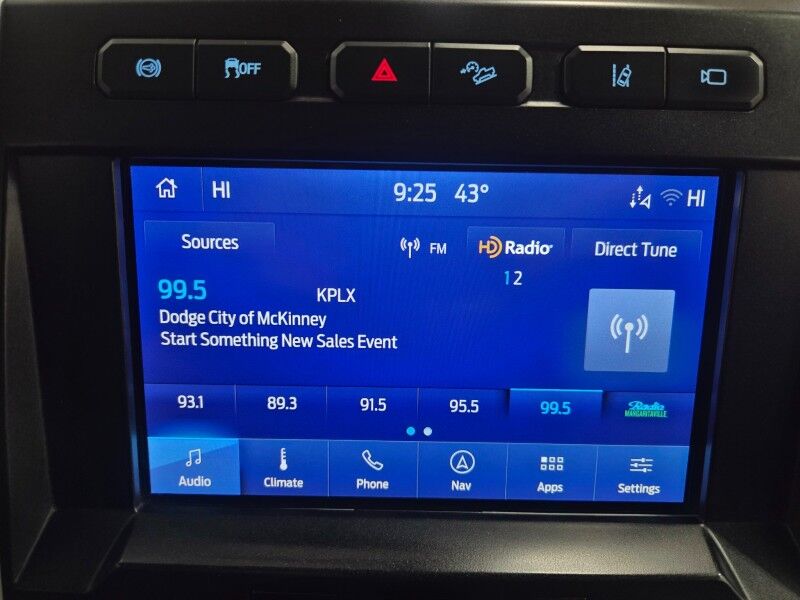 OFF
HI 9:25 43° HI
Sources FM HD Radio Direct Tune
1 2
99.5 KPLX
Dodge City of McKinney
Start Something New Sales Event
93.1 89.3 91.5 95.5 99.5 Radio
MARGARITAVILLE
Audio Climate Phone Nav Apps Settings